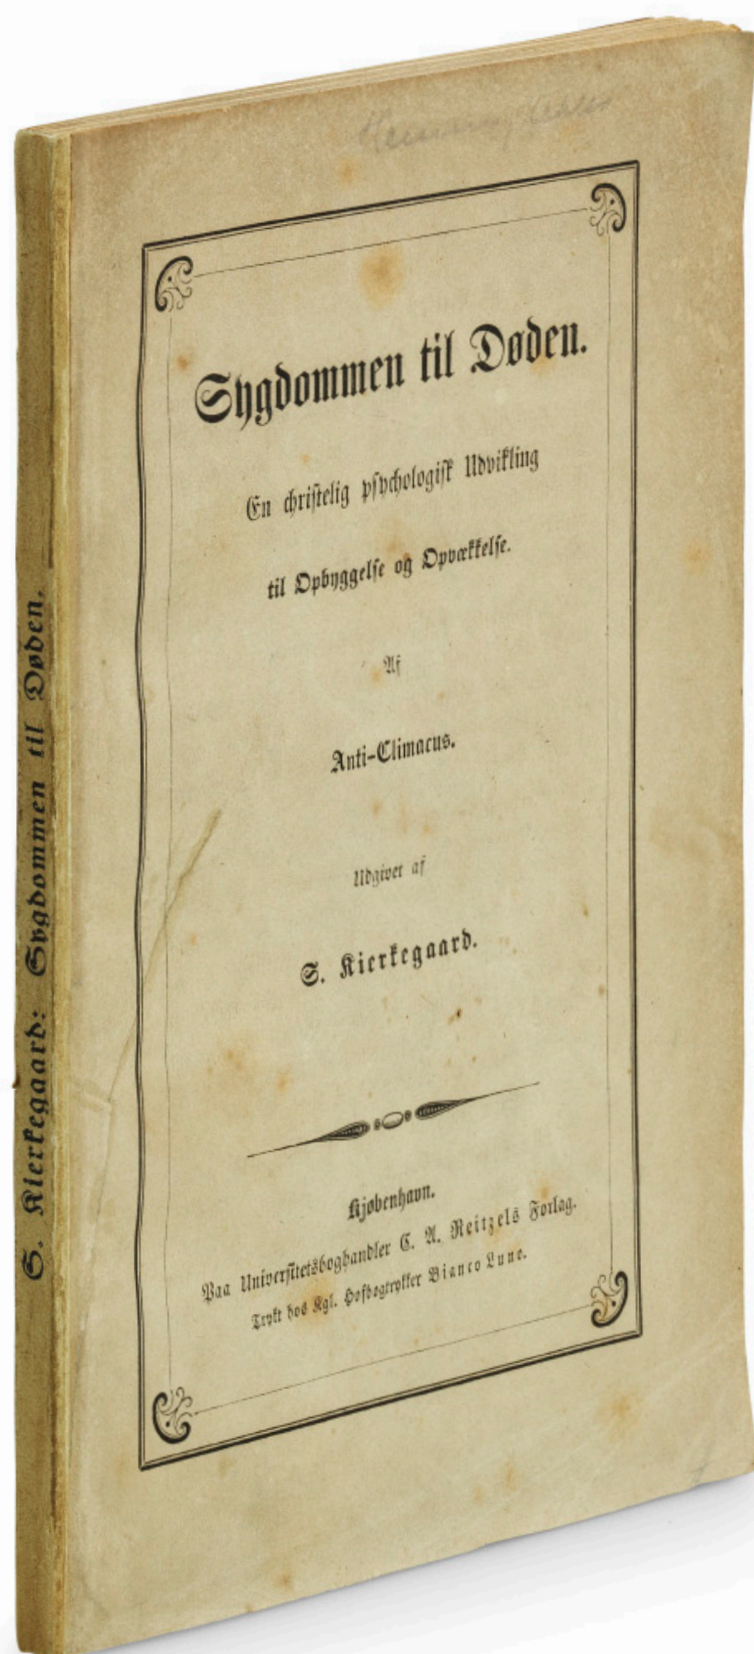 Sygdommen til Døden.
En christelig psychologisk Udvikling
til Opbyggelse og Opvækkelse.
Af
Anti-Climacus.
Udgivet af
S. Kierkegaard.
Kjøbenhavn.
Paa Universitetsboghandler C. A. Reitzels Forlag.
Trykt hos Kgl. Hofbogtrykker Bianco Luno.
S. Kierkegaard: Sygdommen til Døden.